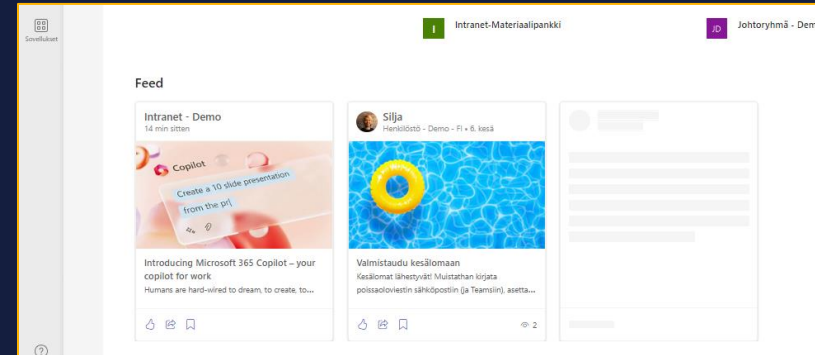 Sovellukset
I
Intranet-Materiaalipankki
JD
Johtoryhmä - Dem
Feed
Intranet - Demo
14 min sitten
Copilot
Create a 10 slide presentation
from the pr
Introducing Microsoft 365 Copilot – your
copilot for work
Humans are hard-wired to dream, to create, to...
Silja
Henkilöstö - Demo - FI • 6. kesä
Valmistaudu kesälomaan
Kesälomat lähestyvät! Muistathan kirjata
poissaoloviestin sähköpostiin (ja Teamsiin), asetta...
2